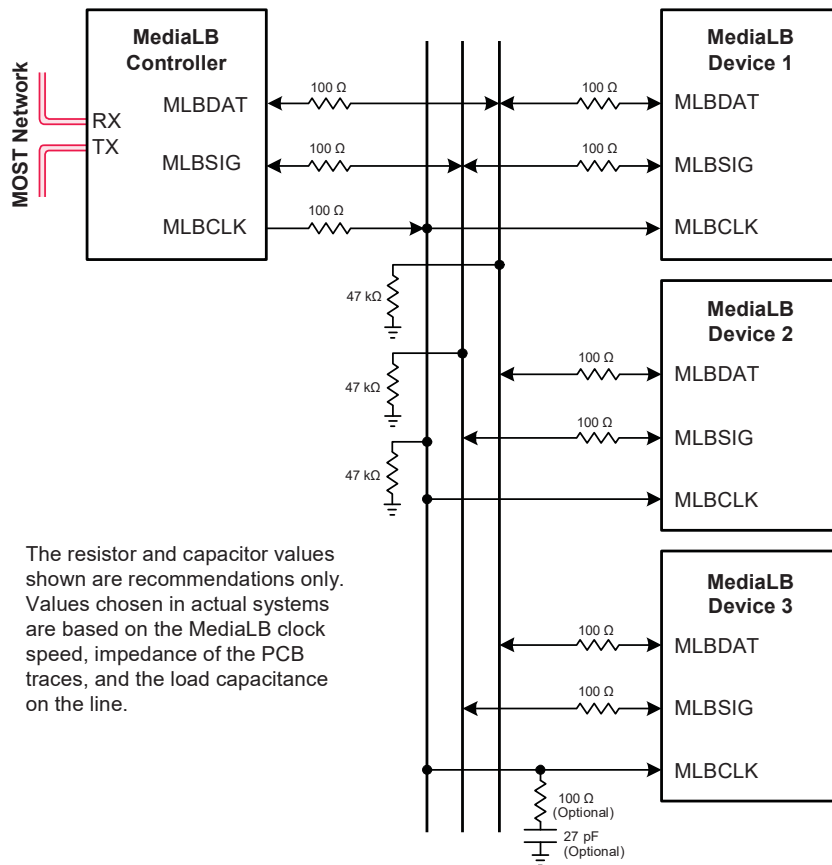 MediaLB
Controller
MOST Network
RX
TX
MLBDAT
MLBSIG
MLBCLK
100 Ω
100 Ω
100 Ω
100 Ω
100 Ω
MediaLB
Device 1
MLBDAT
MLBSIG
MLBCLK
47 kΩ
47 kΩ
47 kΩ
MediaLB
Device 2
100 Ω
MLBDAT
100 Ω
MLBSIG
MLBCLK
The resistor and capacitor values
shown are recommendations only.
Values chosen in actual systems
are based on the MediaLB clock
speed, impedance of the PCB
traces, and the load capacitance
on the line.
MediaLB
Device 3
100 Ω
MLBDAT
100 Ω
MLBSIG
MLBCLK
100 Ω
(Optional)
27 pF
(Optional)